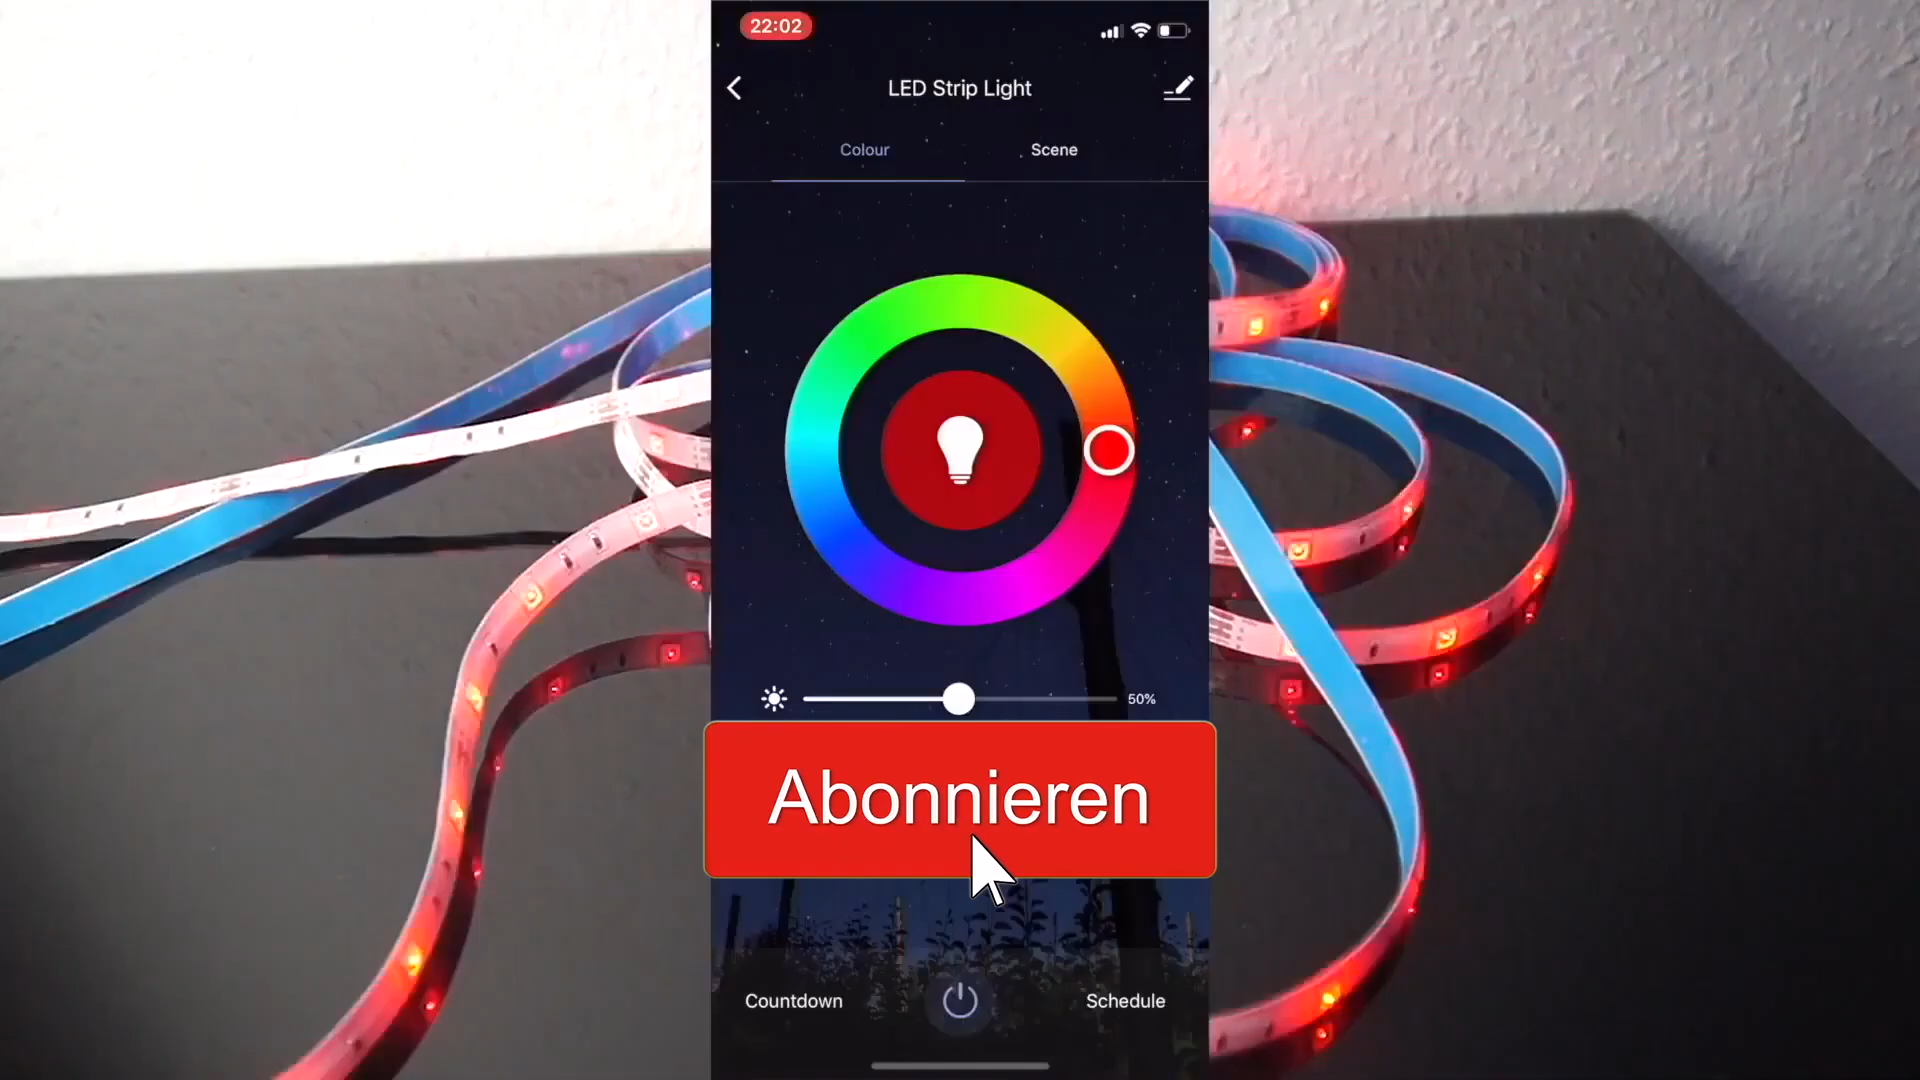 22:02
LED Strip Light
Colour
Scene
50%
Abonnieren
Countdown
Schedule